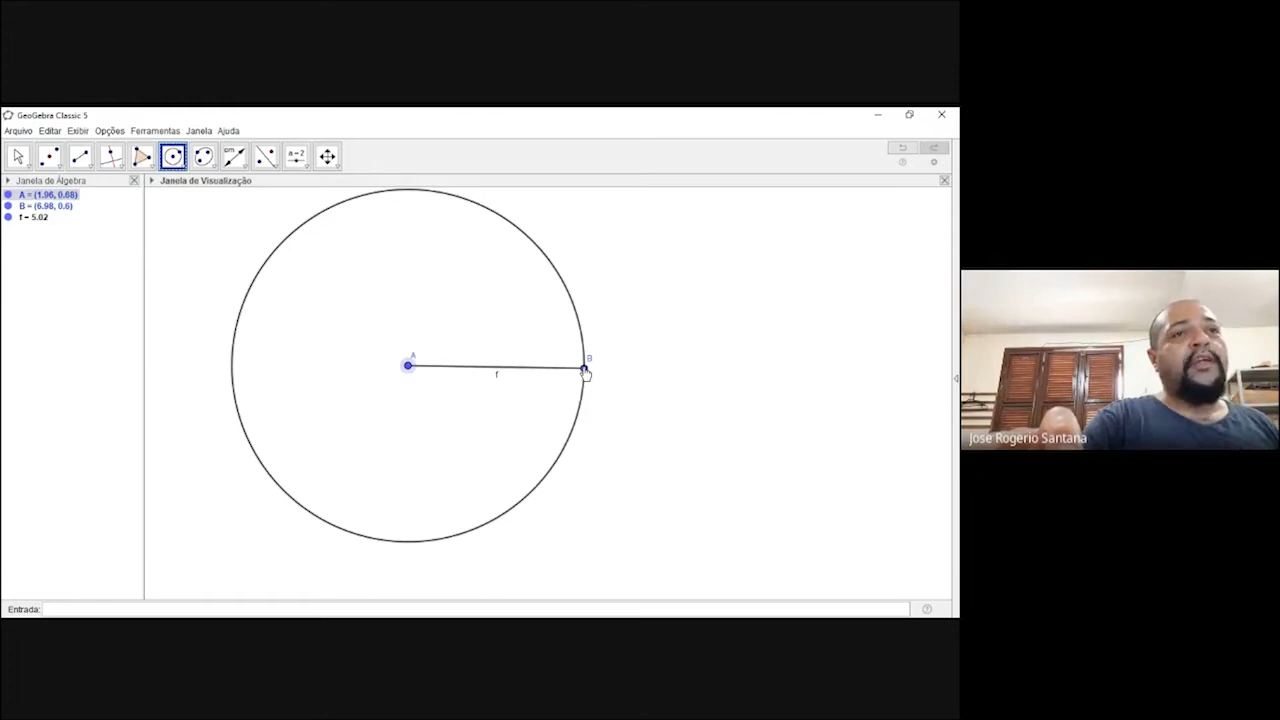 GeoGebra Classic 5
Arquivo Editar Exibir Opções Ferramentas Janela Ajuda
a=2
Janela de Álgebra
Janela de Visualização
A = (1.96, 0.68)
B = (6.98, 0.6)
f = 5.02
A
B
f
Jose Rogerio Santana
Entrada: